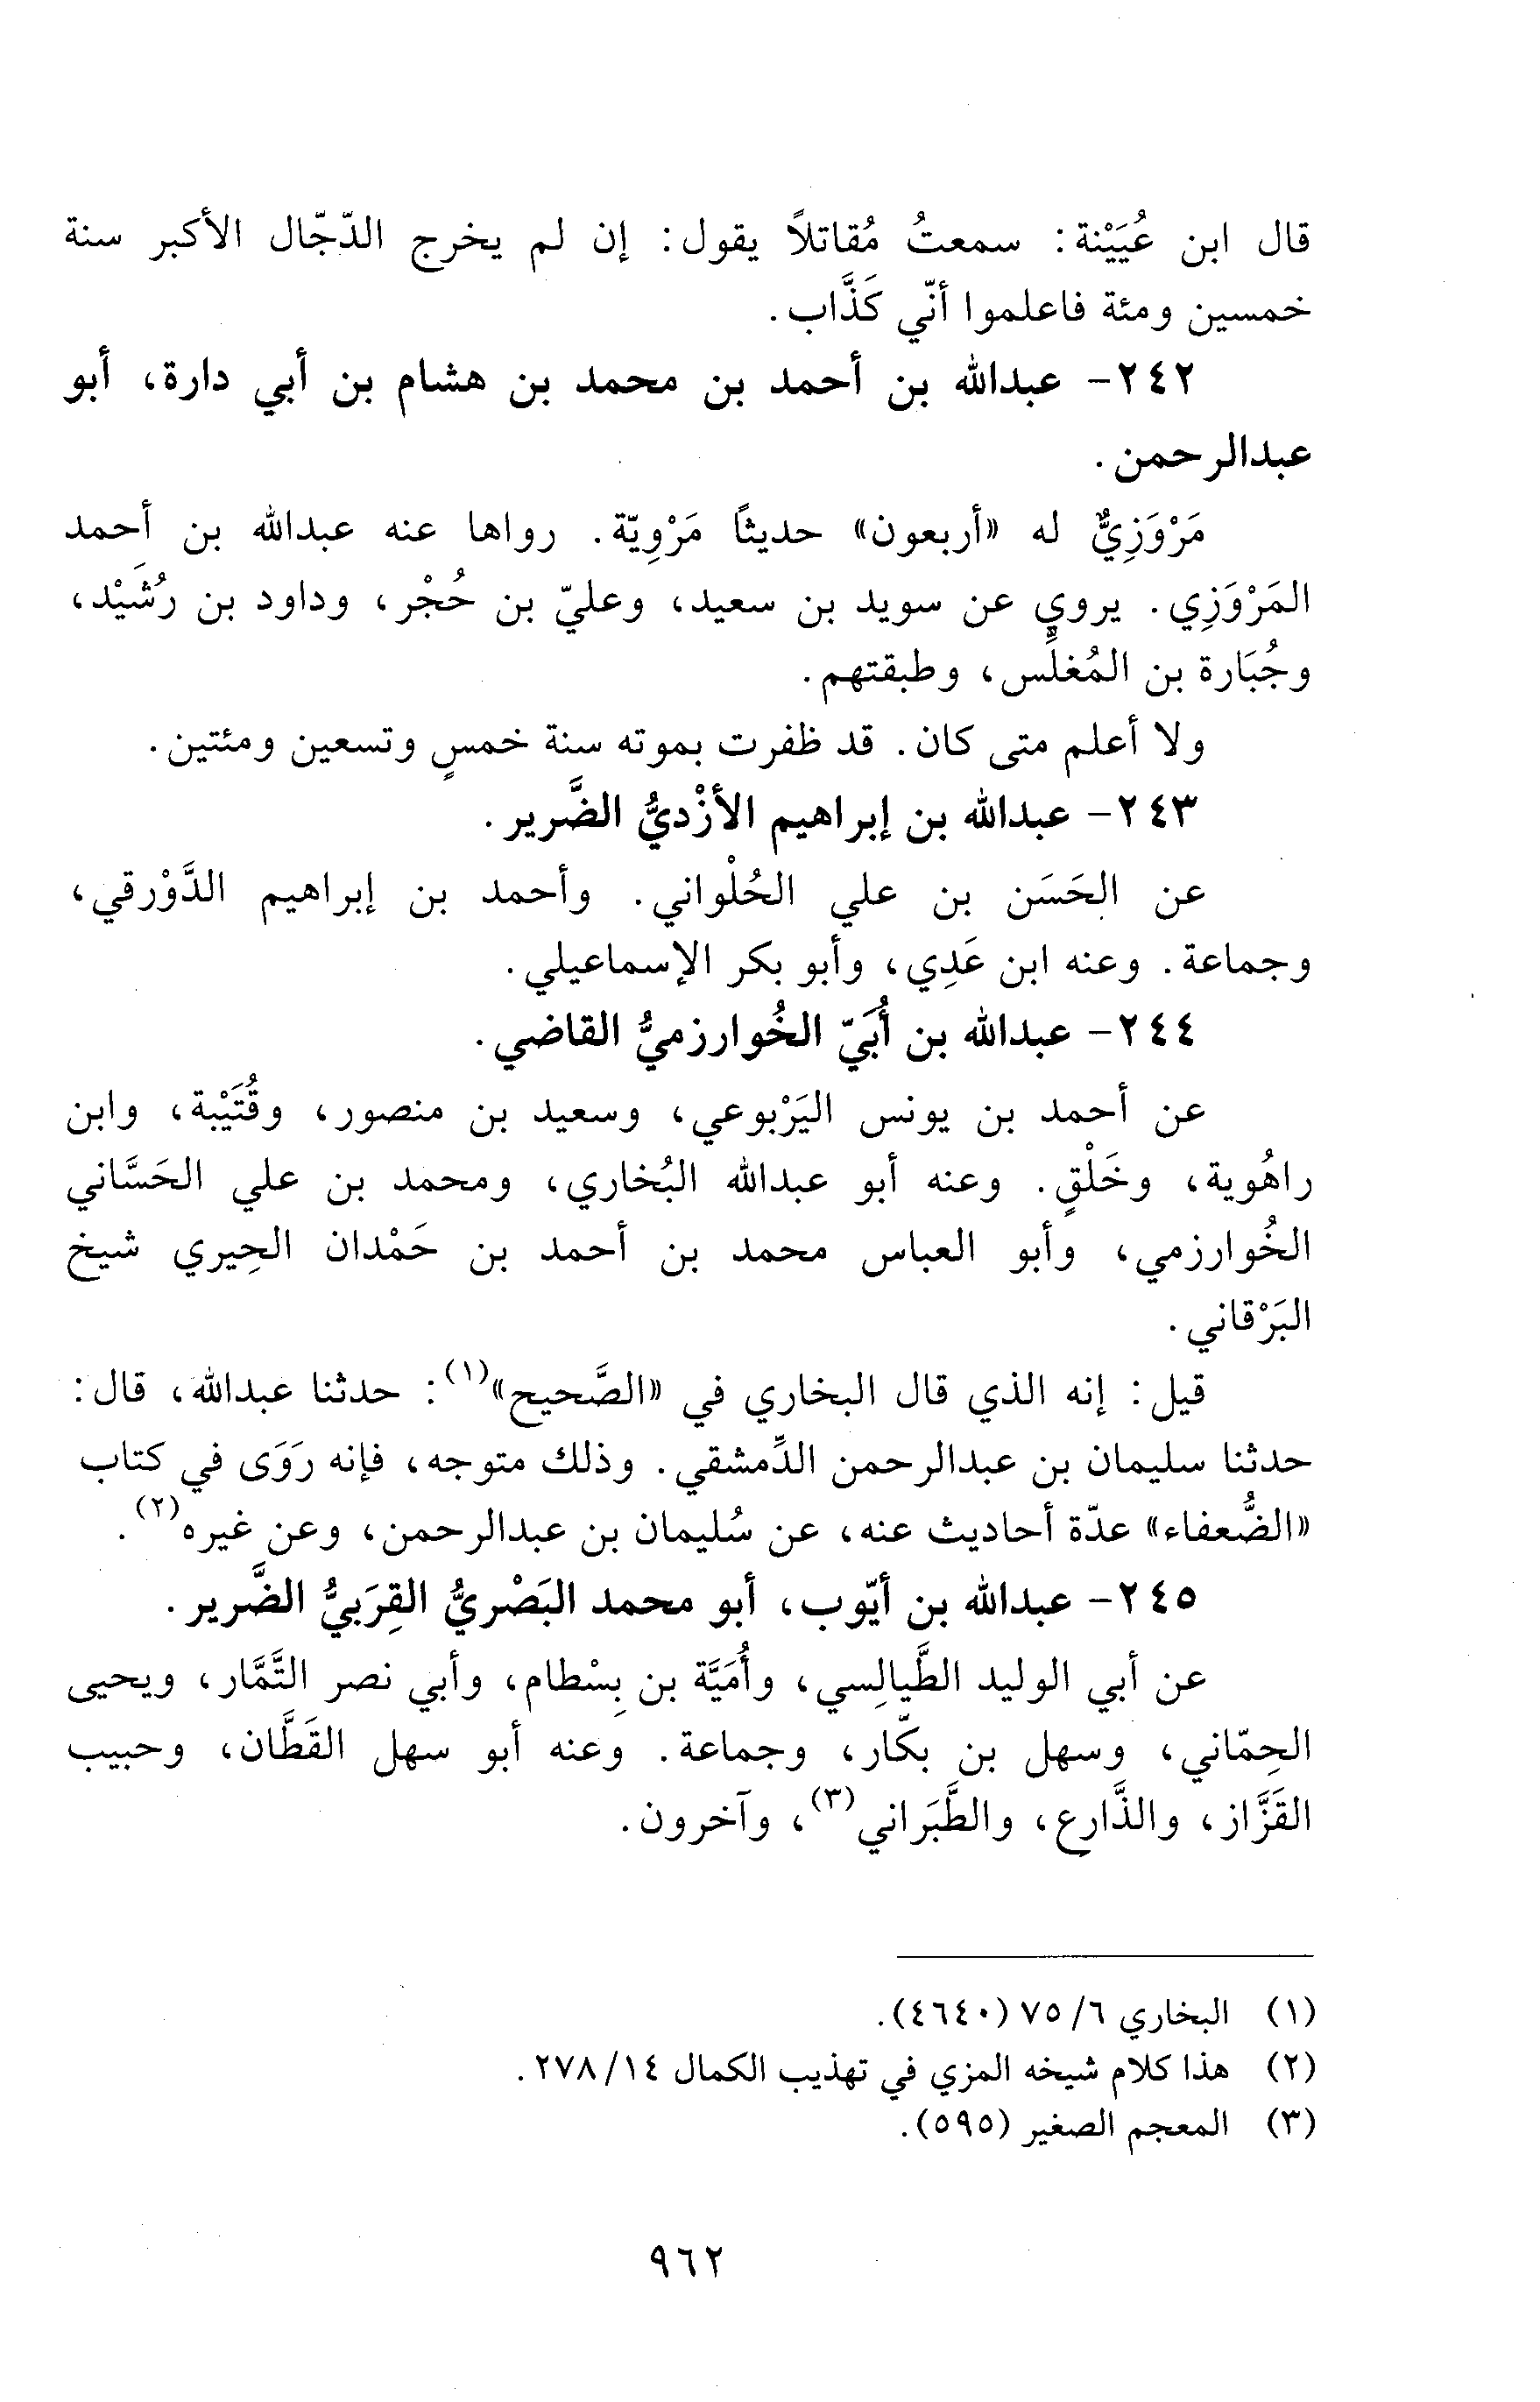 قال ابن عُيَيْنة: سمعتُ مُقاتلاً يقول: إن لم يخرج الدّجّال الأكبر سنة
خمسين ومئة فاعلموا أنّي كَذَّاب.
٢٤٢- عبدالله بن أحمد بن محمد بن هشام بن أبي دارة، أبو
عبدالرحمن.
مَرْوَزِيٌّ له «أربعون» حديثاً مَرْوِيّة. رواها عنه عبدالله بن أحمد
المَرْوَزِي. يروي عن سويد بن سعيد، وعليّ بن حُجْر، وداود بن رُشَيْد،
وجُبَارة بن المُغلِّس، وطبقتهم.
ولا أعلم متى كان. قد ظفرت بموته سنة خمسٍ وتسعين ومئتين.
٢٤٣- عبدالله بن إبراهيم الأزْديُّ الضَّرير.
عن الحَسَن بن علي الحُلْواني. وأحمد بن إبراهيم الدَّوْرقي،
وجماعة. وعنه ابن عَدِي، وأبو بكر الإسماعيلي.
٢٤٤- عبدالله بن أُبَيّ الخُوارزميُّ القاضي.
عن أحمد بن يونس اليَرْبوعي، وسعيد بن منصور، وقُتَيْبة، وابن
راهُوية، وخَلْقٍ. وعنه أبو عبدالله البُخاري، ومحمد بن علي الحَسَّاني
الخُوارزمي، وأبو العباس محمد بن أحمد بن حَمْدان الحِيري شيخ
البَرْقاني.
قيل: إنه الذي قال البخاري في «الصَّحيح»(١): حدثنا عبدالله، قال:
حدثنا سليمان بن عبدالرحمن الدِّمشقي. وذلك متوجه، فإنه رَوَى في كتاب
«الضُّعفاء» عدّة أحاديث عنه، عن سُليمان بن عبدالرحمن، وعن غيره(٢).
٢٤٥- عبدالله بن أيّوب، أبو محمد البَصْريُّ القِرَبيُّ الضَّرير.
عن أبي الوليد الطَّيالِسي، وأُمَيَّة بن بِسْطام، وأبي نصر التَّمَّار، ويحيى
الحِمّاني، وسهل بن بكّار، وجماعة. وعنه أبو سهل القَطَّان، وحبيب
القَزَّاز، والذَّارع، والطَّبَراني(٣)، وآخرون.
(١) البخاري ٦/ ٧٥ (٤٦٤٠).
(٢) هذا كلام شيخه المزي في تهذيب الكمال ١٤/ ٢٧٨.
(٣) المعجم الصغير (٥٩٥).
٩٦٢